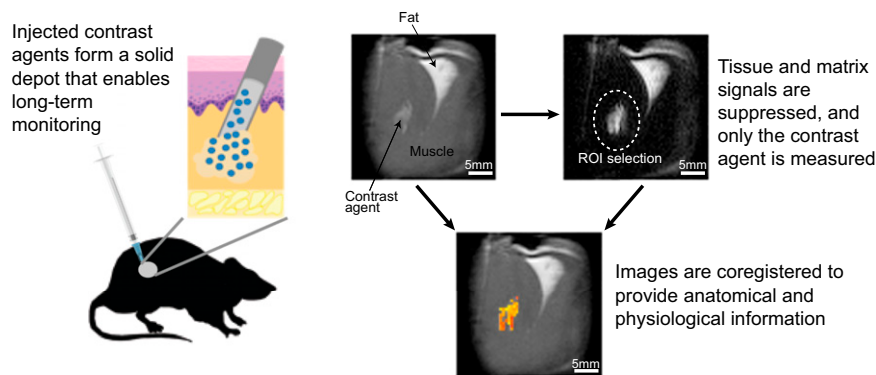 Injected contrast
agents form a solid
depot that enables
long-term
monitoring
Fat
Muscle
Contrast
agent
5mm
ROI selection
5mm
Tissue and matrix
signals are
suppressed, and
only the contrast
agent is measured
5mm
Images are coregistered to
provide anatomical and
physiological information